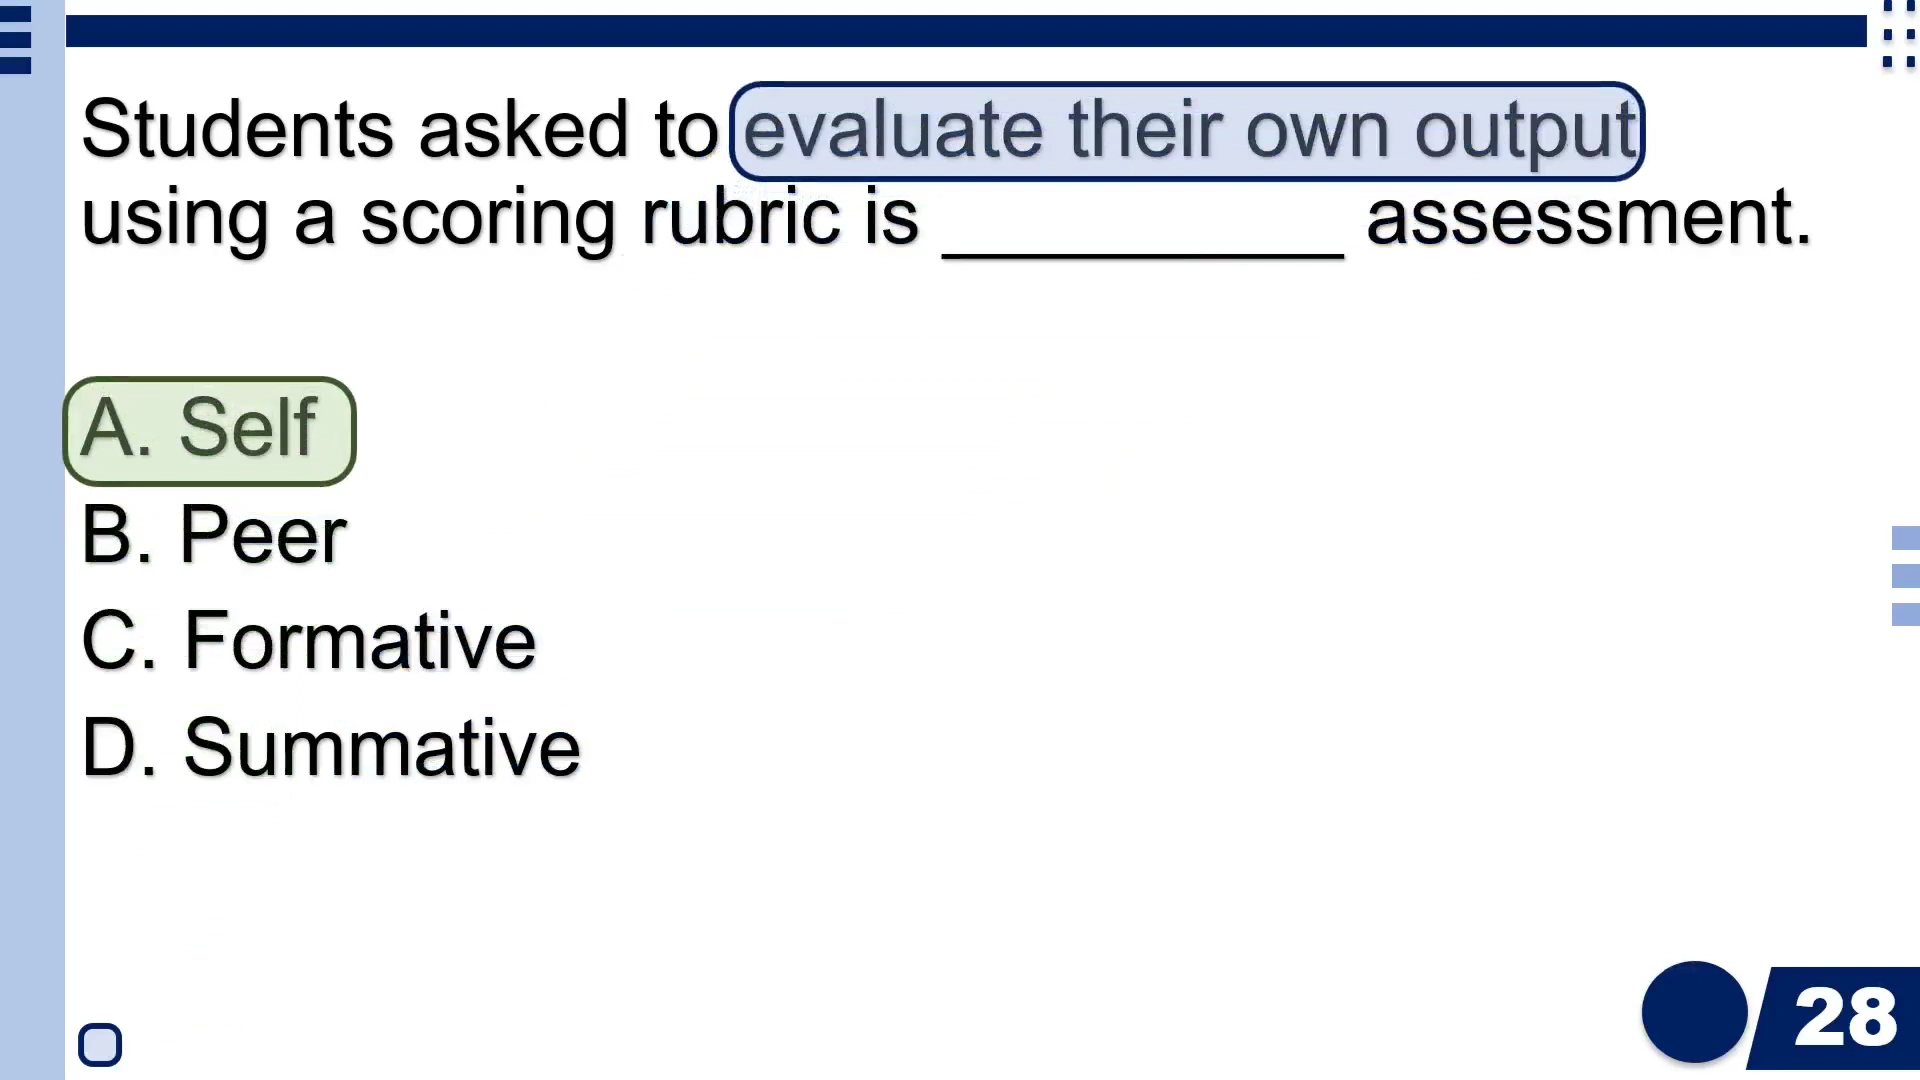 Students asked to evaluate their own output
using a scoring rubric is __________ assessment.
A. Self
B. Peer
C. Formative
D. Summative
28